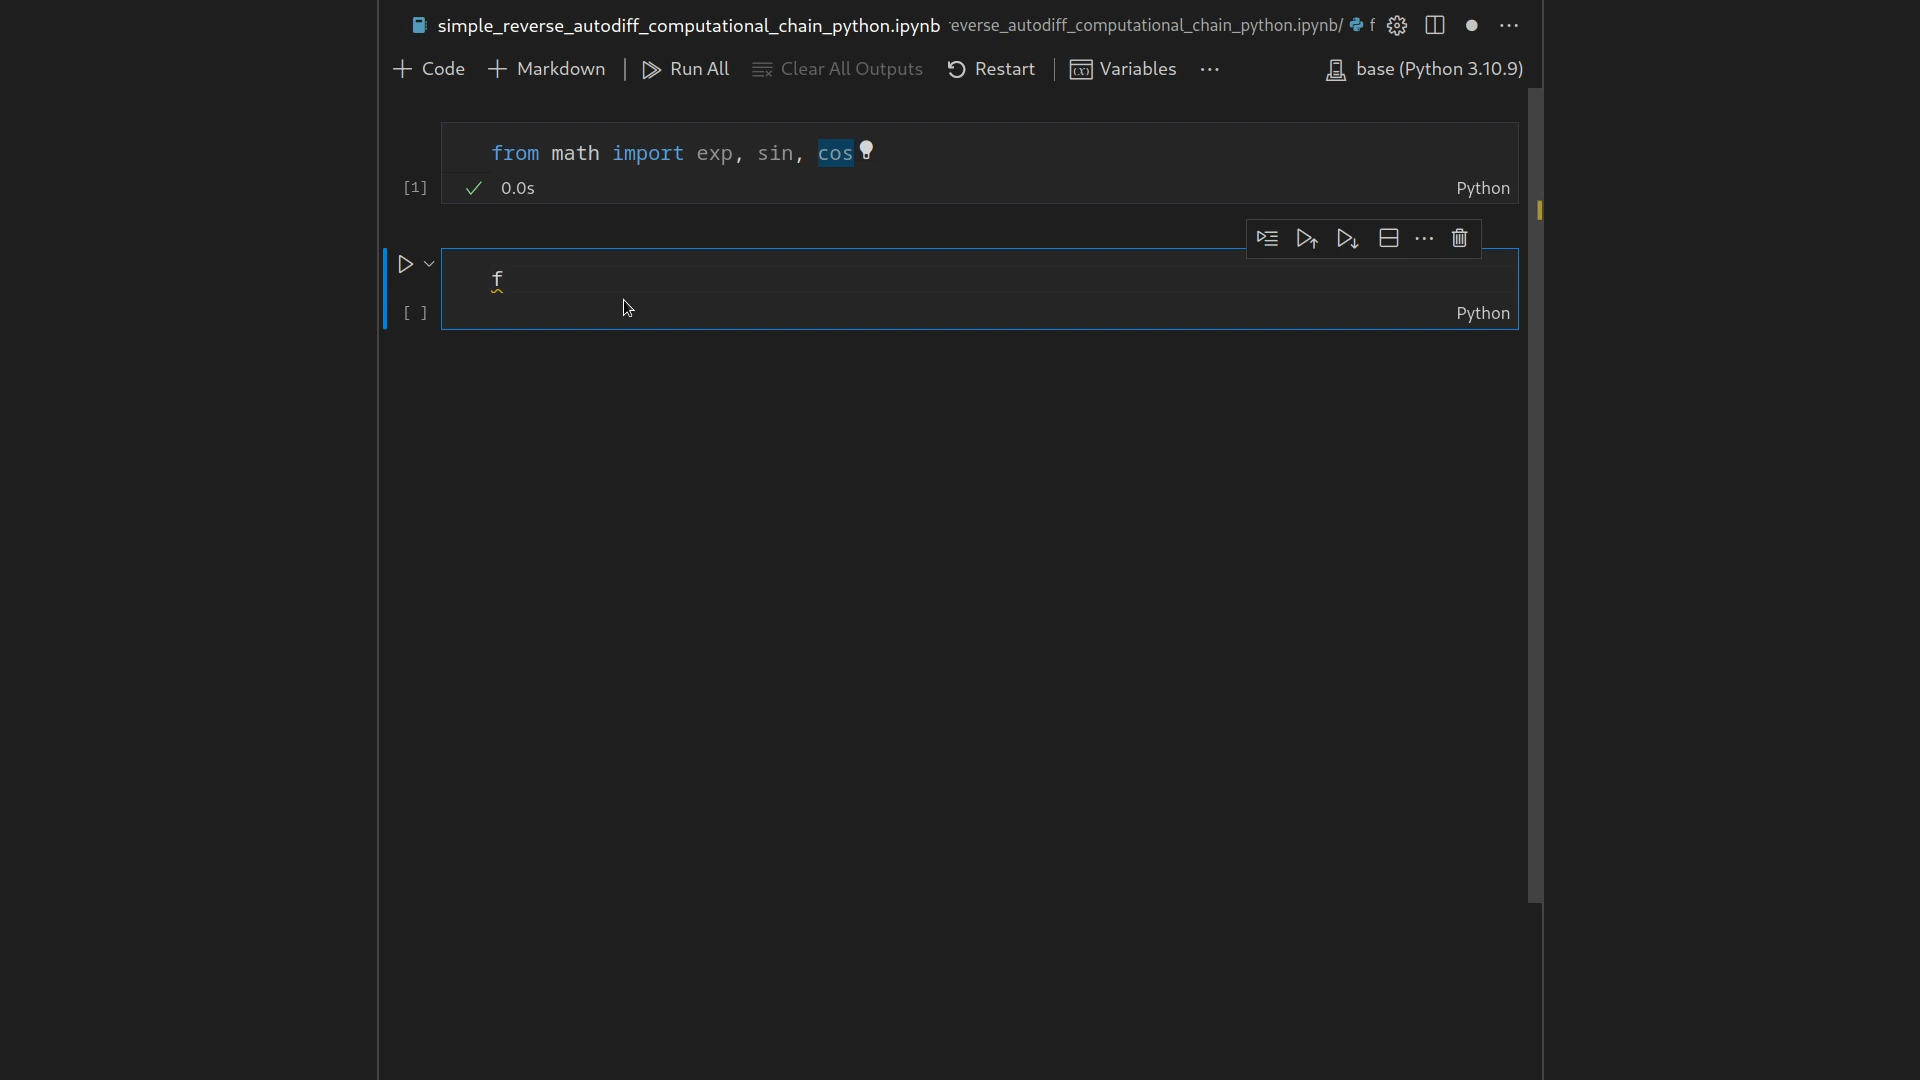 simple_reverse_autodiff_computational_chain_python.ipynb everse_autodiff_computational_chain_python.ipynb/ f
Code Markdown Run All Clear All Outputs Restart Variables base (Python 3.10.9)
from math import exp, sin, cos
[1] 0.0s Python
f
[ ] Python